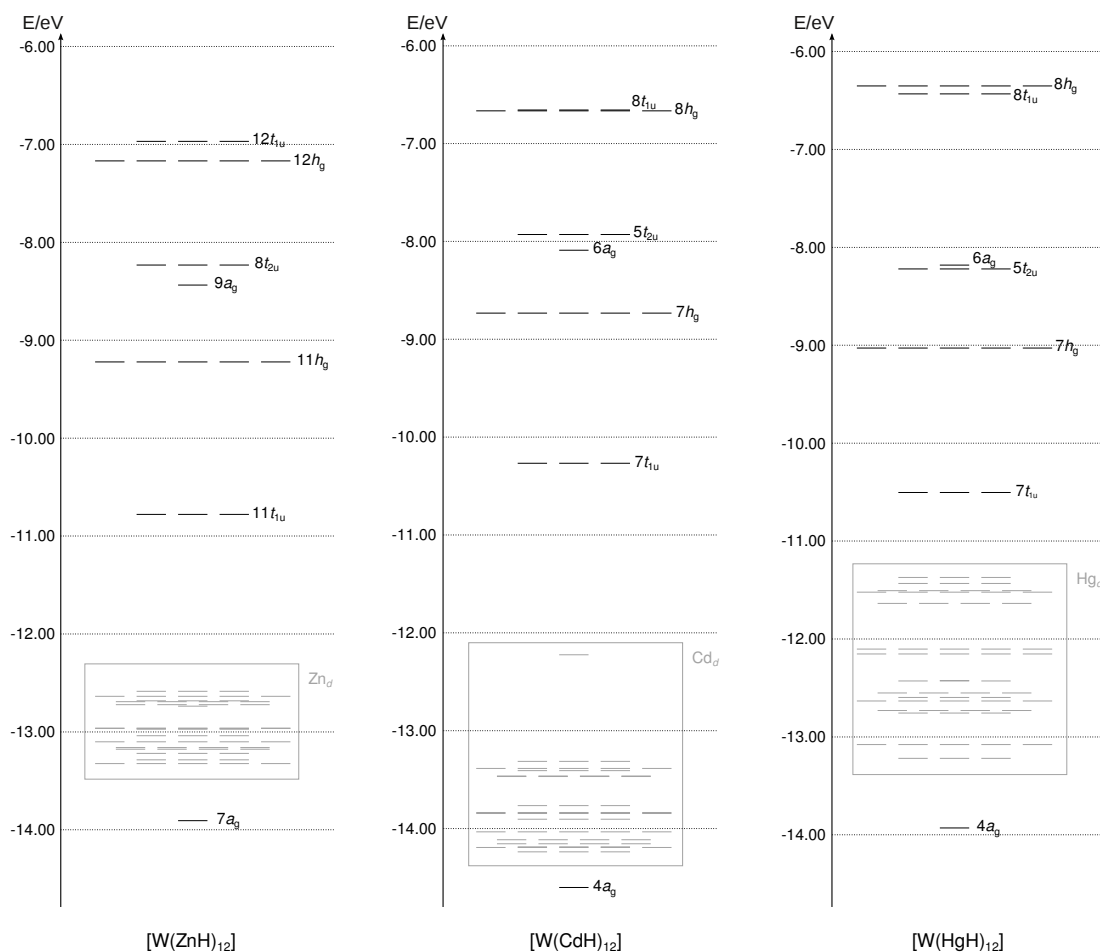 E/eV
-6.00
12t1u
-7.00
12hg
-8.00
8t2u
9ag
-9.00
11hg
-10.00
11t1u
-11.00
-12.00
Znd
-13.00
7ag
-14.00
[W(ZnH)12]
E/eV
-6.00
8t1u
8hg
-7.00
5t2u
-8.00
6ag
7hg
-9.00
-10.00
7t1u
-11.00
-12.00
Cdd
-13.00
-14.00
4ag
[W(CdH)12]
E/eV
-6.00
8hg
8t1u
-7.00
-8.00
6ag
5t2u
-9.00
7hg
-10.00
7t1u
-11.00
Hgd
-12.00
-13.00
4ag
-14.00
[W(HgH)12]